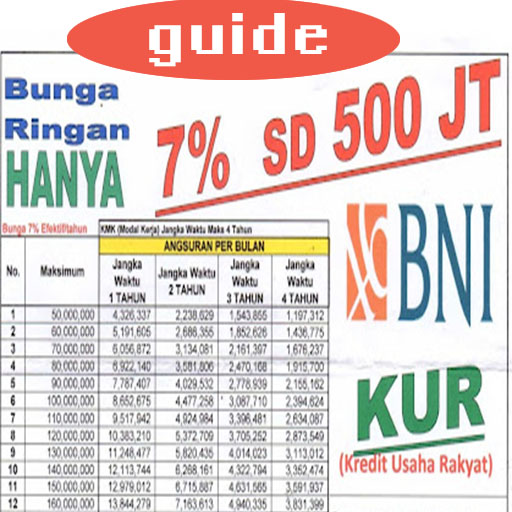 guide
Bunga
Ringan
HANYA
7% SD 500 JT
BNI
KUR
(Kredit Usaha Rakyat)
Bunga 7% Efektif/tahun
KMK (Modal Kerja) Jangka Waktu Maks 4 Tahun
ANGSURAN PER BULAN
No. Maksimum Jangka Waktu 1 TAHUN Jangka Waktu 2 TAHUN Jangka Waktu 3 TAHUN Jangka Waktu 4 TAHUN
1 50,000,000 4,326,337 2,238,629 1,543,855 1,197,312
2 60,000,000 5,191,605 2,686,355 1,852,626 1,436,775
3 70,000,000 6,056,872 3,134,081 2,161,397 1,676,237
4 80,000,000 6,922,140 3,581,806 2,470,168 1,915,700
5 90,000,000 7,787,407 4,029,532 2,778,939 2,155,162
6 100,000,000 8,652,675 4,477,258 3,087,710 2,394,624
7 110,000,000 9,517,942 4,924,984 3,396,481 2,634,087
8 120,000,000 10,383,210 5,372,709 3,705,252 2,873,549
9 130,000,000 11,248,477 5,820,435 4,014,023 3,113,012
10 140,000,000 12,113,744 6,268,161 4,322,794 3,352,474
11 150,000,000 12,979,012 6,715,887 4,631,565 3,591,937
12 160,000,000 13,844,279 7,163,613 4,940,335 3,831,399